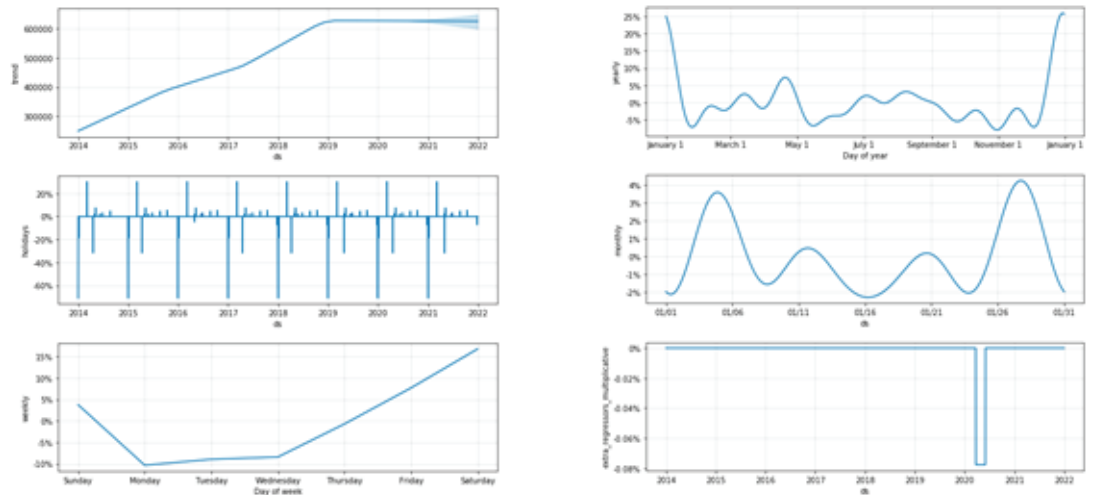 600000
500000
400000
300000
trend
2014 2015 2016 2017 2018 2019 2020 2021 2022
ds
25%
20%
15%
10%
5%
0%
-5%
yearly
January 1 March 1 May 1 July 1 September 1 November 1 January 1
Day of year
20%
0%
-20%
-40%
-60%
holidays
2014 2015 2016 2017 2018 2019 2020 2021 2022
ds
4%
3%
2%
1%
0%
-1%
-2%
monthly
01/01 01/06 01/11 01/16 01/21 01/26 01/31
ds
15%
10%
5%
0%
-5%
-10%
weekly
Sunday Monday Tuesday Wednesday Thursday Friday Saturday
Day of week
0%
-0.02%
-0.04%
-0.06%
-0.08%
extra_regressors_multiplicative
2014 2015 2016 2017 2018 2019 2020 2021 2022
ds